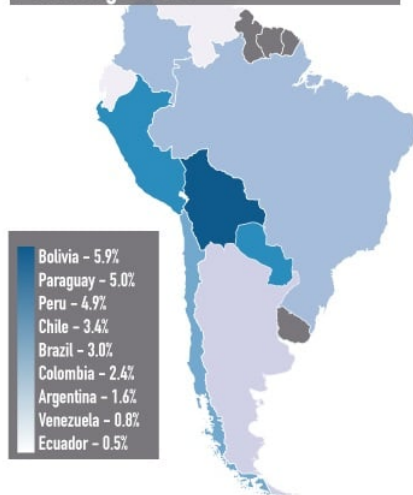 Bolivia – 5.9%
Paraguay – 5.0%
Peru – 4.9%
Chile – 3.4%
Brazil – 3.0%
Colombia – 2.4%
Argentina – 1.6%
Venezuela – 0.8%
Ecuador – 0.5%